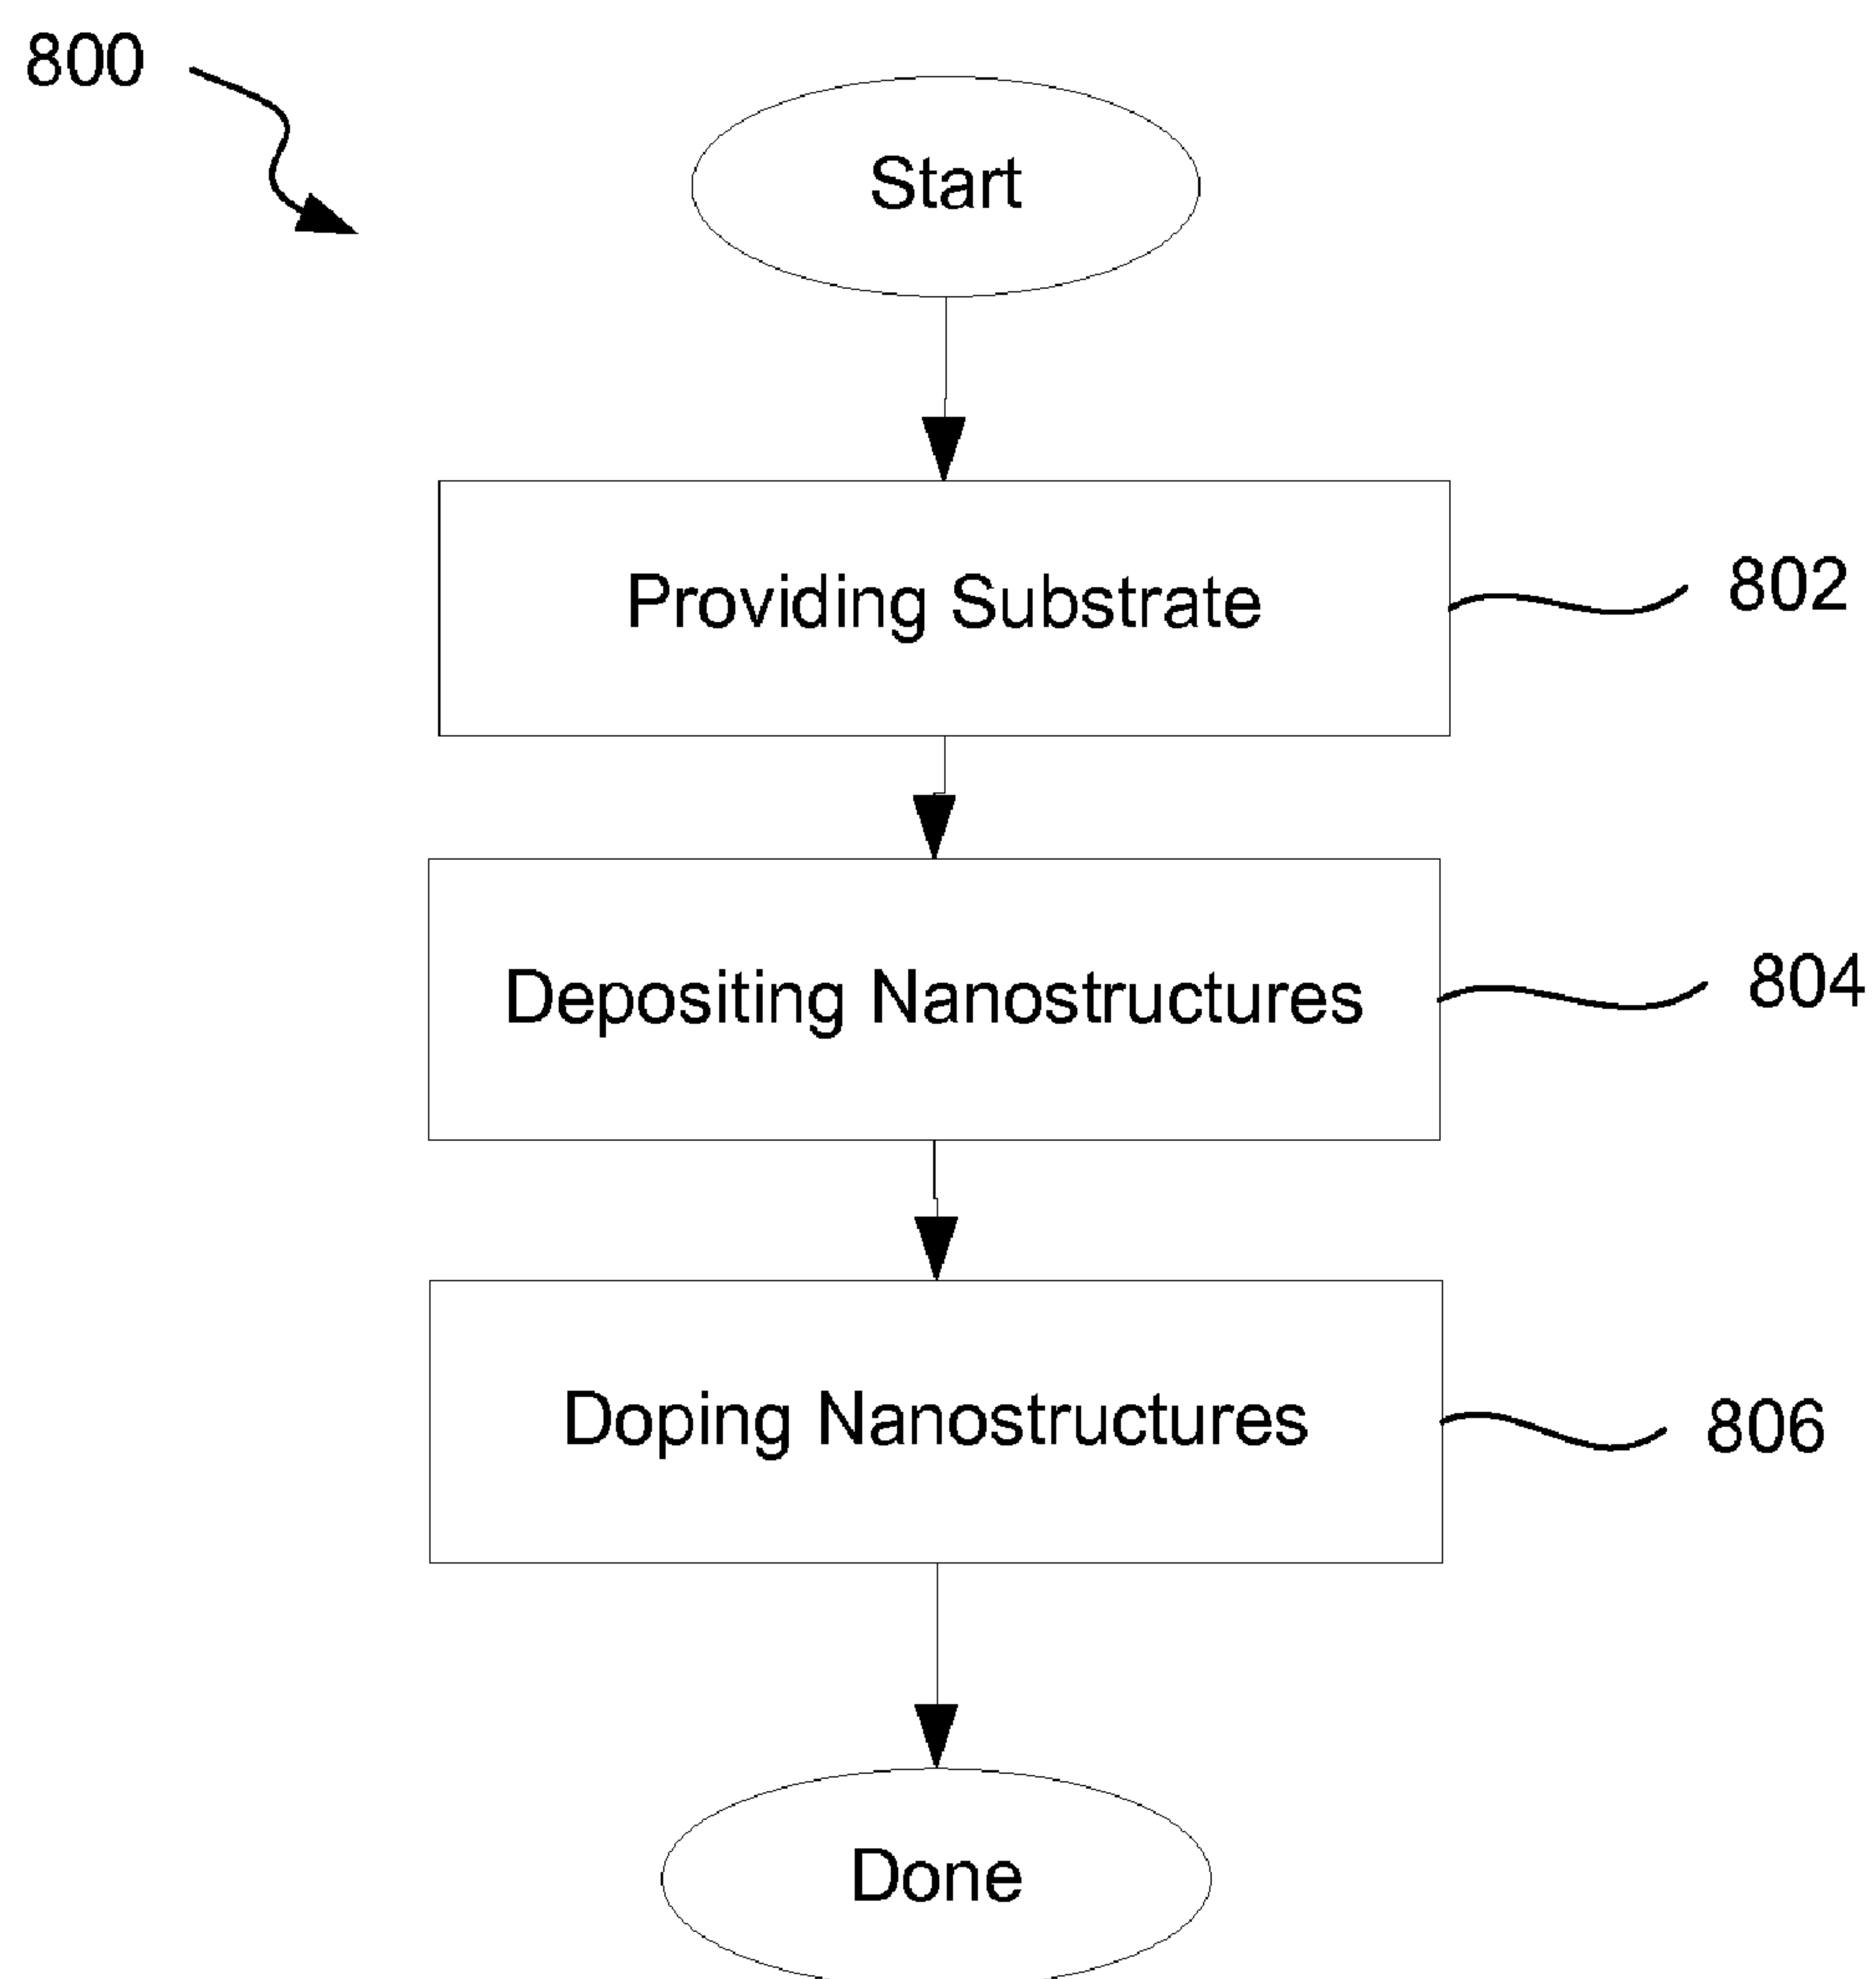 800
Start
Providing Substrate
802
Depositing Nanostructures
804
Doping Nanostructures
806
Done